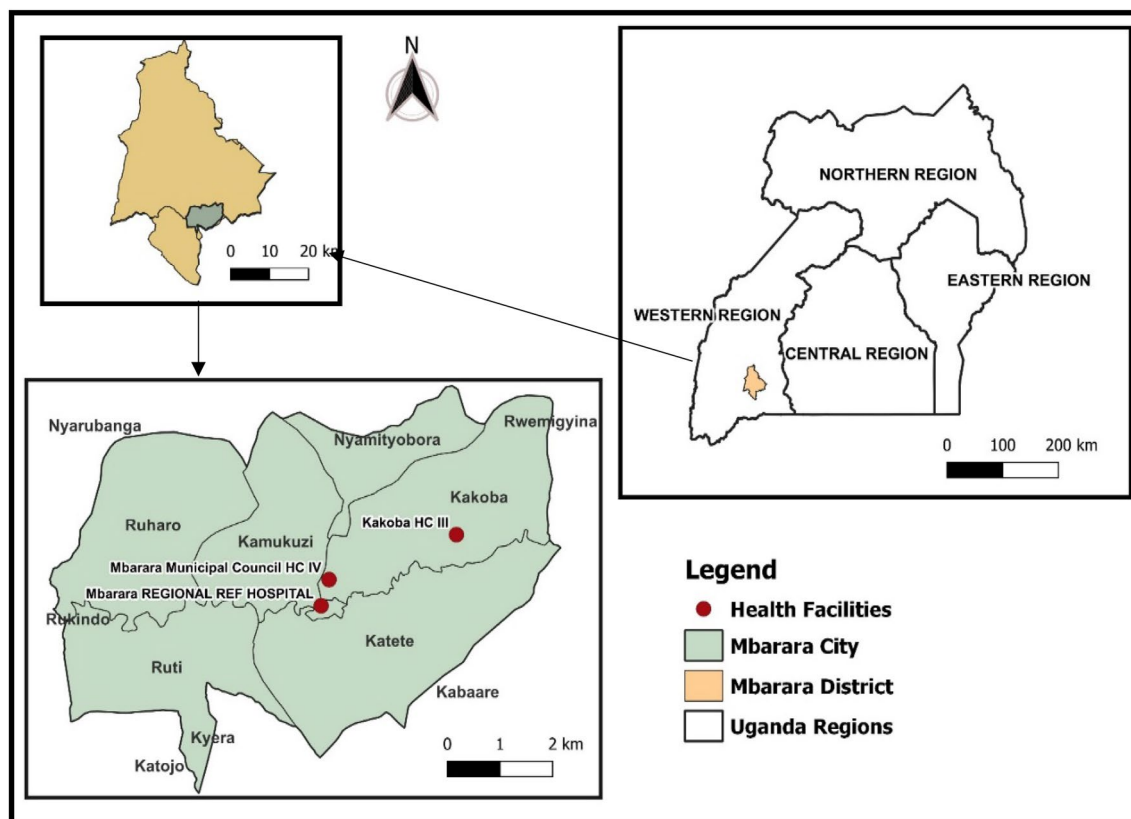 N
0 10 20 km
NORTHERN REGION
EASTERN REGION
WESTERN REGION
CENTRAL REGION
0 100 200 km
Nyarubanga
Rwemigyina
Nyamityobora
Kakoba
Ruharo
Kakoba HC III
Kamukuzi
Mbarara Municipal Council HC IV
Mbarara REGIONAL REF HOSPITAL
Rukindo
Katete
Ruti
Kabaare
Kyera
Katojo
0 1 2 km
Legend
Health Facilities
Mbarara City
Mbarara District
Uganda Regions